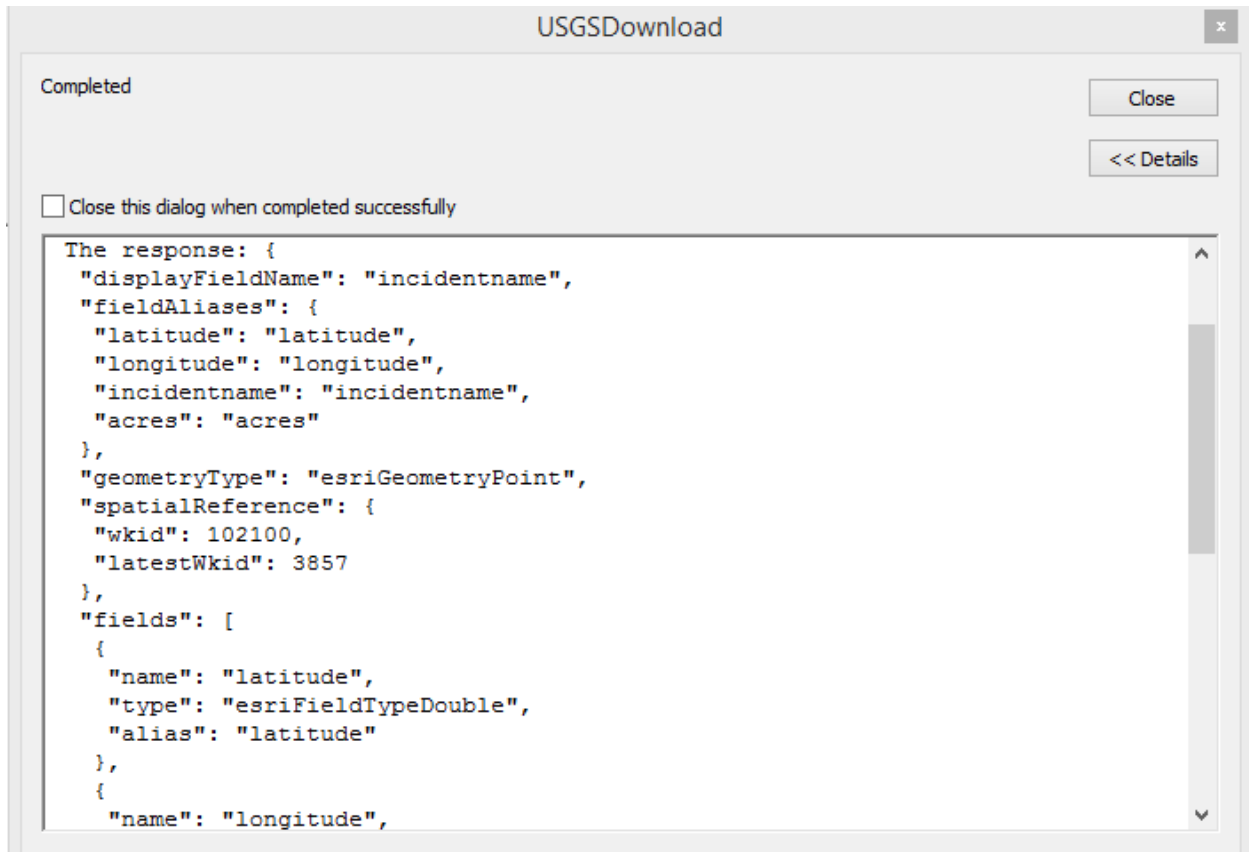 USGSDownload
x
Completed
Close
<< Details
Close this dialog when completed successfully
The response: {
"displayFieldName": "incidentname",
"fieldAliases": {
"latitude": "latitude",
"longitude": "longitude",
"incidentname": "incidentname",
"acres": "acres"
},
"geometryType": "esriGeometryPoint",
"spatialReference": {
"wkid": 102100,
"latestWkid": 3857
},
"fields": [
{
"name": "latitude",
"type": "esriFieldTypeDouble",
"alias": "latitude"
},
{
"name": "longitude",